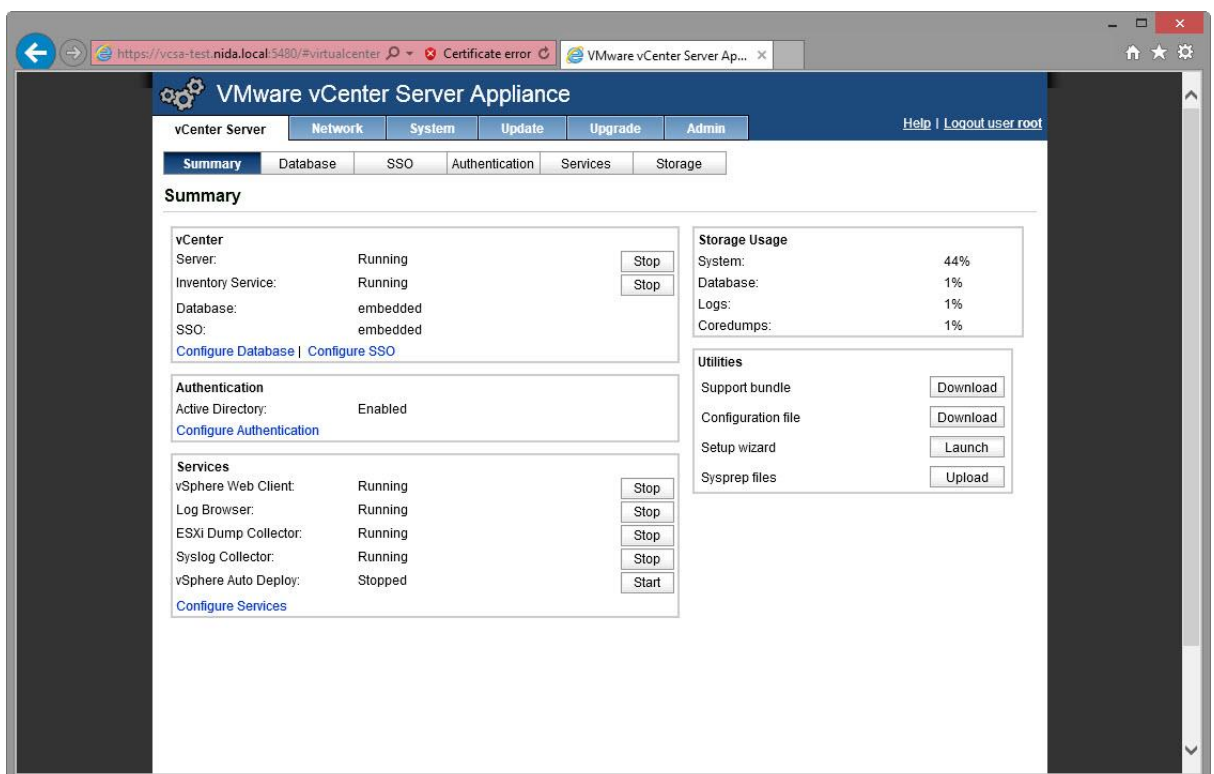 https://vcsa-test.nida.local:5480/#virtualcenter Certificate error VMware vCenter Server Ap...
VMware vCenter Server Appliance
vCenter Server Network System Update Upgrade Admin Help | Logout user root
Summary Database SSO Authentication Services Storage
Summary
vCenter
Server: Running Stop
Inventory Service: Running Stop
Database: embedded
SSO: embedded
Configure Database | Configure SSO
Authentication
Active Directory: Enabled
Configure Authentication
Services
vSphere Web Client: Running Stop
Log Browser: Running Stop
ESXi Dump Collector: Running Stop
Syslog Collector: Running Stop
vSphere Auto Deploy: Stopped Start
Configure Services
Storage Usage
System: 44%
Database: 1%
Logs: 1%
Coredumps: 1%
Utilities
Support bundle Download
Configuration file Download
Setup wizard Launch
Sysprep files Upload